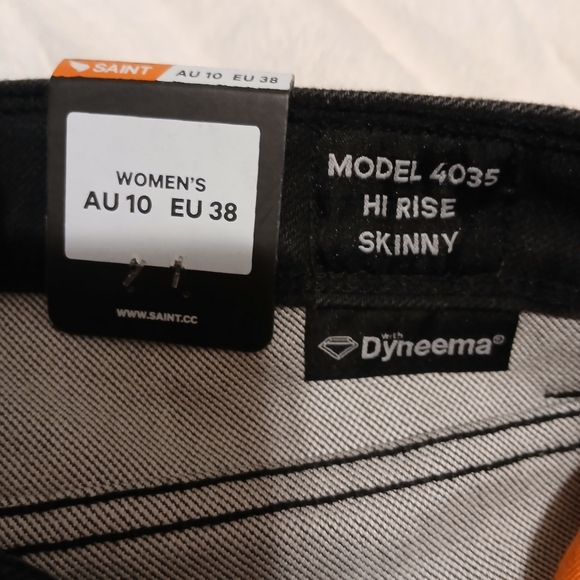 SAINT AU 10 EU 38
WOMEN'S
AU 10 EU 38
WWW.SAINT.CC
MODEL 4035
HI RISE
SKINNY
with
Dyneema®